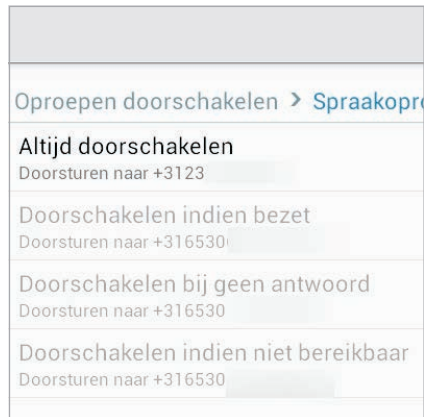 Oproepen doorschakelen > Spraakopro
Altijd doorschakelen
Doorsturen naar +3123
Doorschakelen indien bezet
Doorsturen naar +316530
Doorschakelen bij geen antwoord
Doorsturen naar +316530
Doorschakelen indien niet bereikbaar
Doorsturen naar +316530